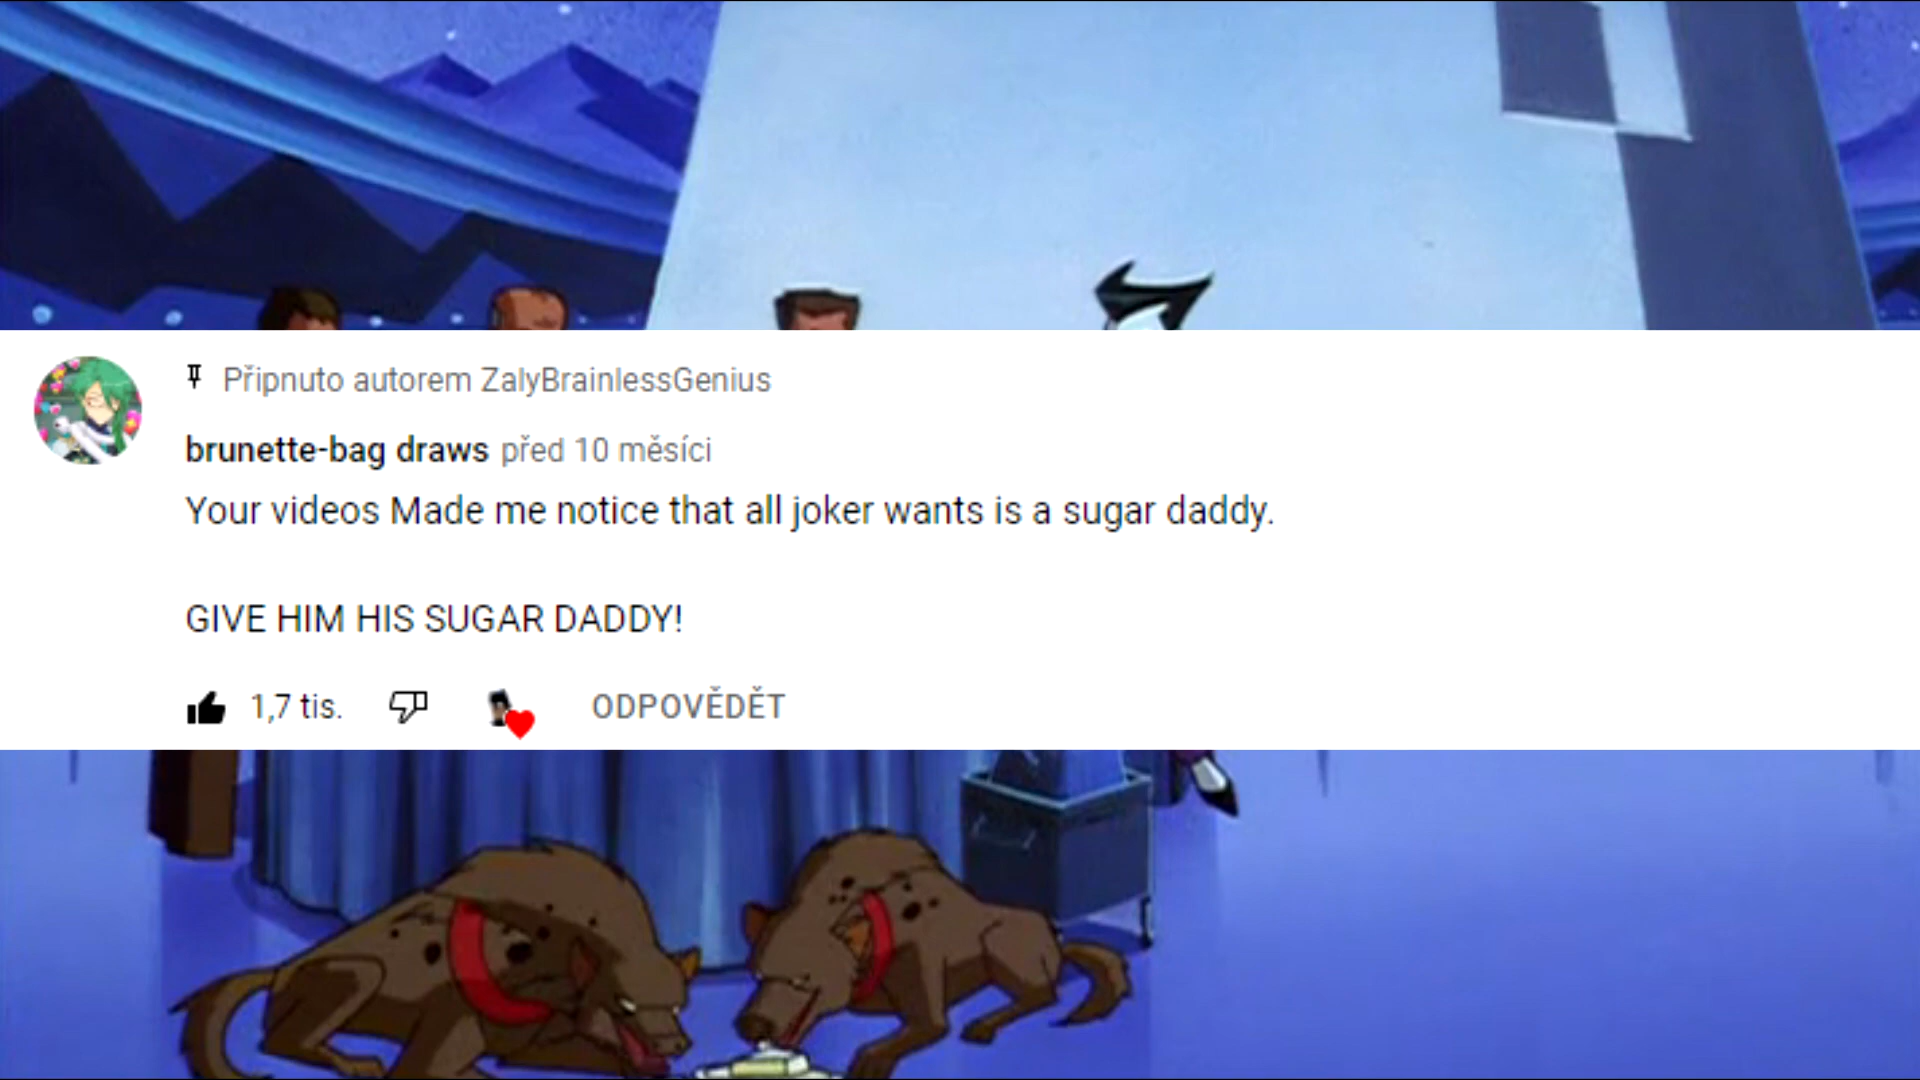 Připnuto autorem ZalyBrainlessGenius
brunette-bag draws před 10 měsíci
Your videos Made me notice that all joker wants is a sugar daddy.
GIVE HIM HIS SUGAR DADDY!
1,7 tis. ODPOVĚDĚT